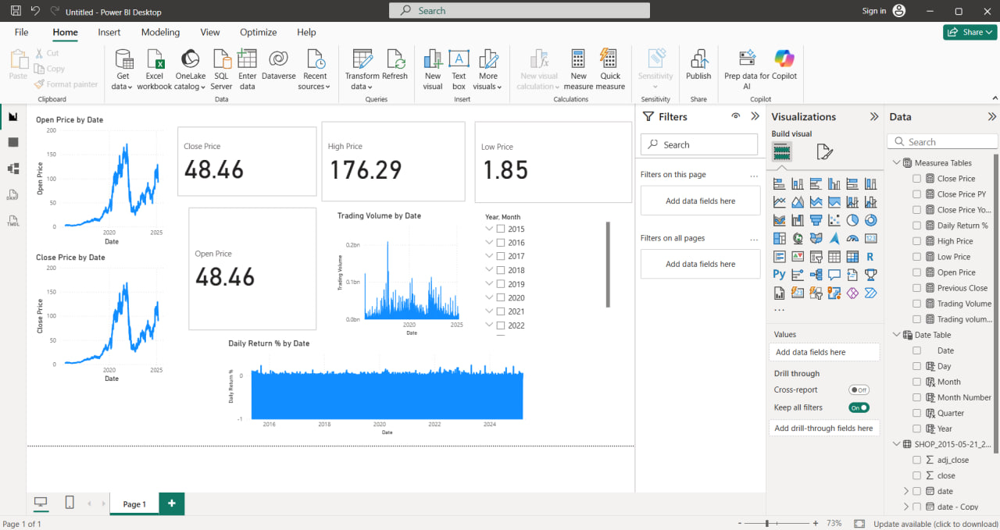 Untitled - Power BI Desktop
Search
Sign in
File Home Insert Modeling View Optimize Help
Share
Paste
Cut
Copy
Format painter
Clipboard
Get data
Excel workbook
OneLake catalog
SQL Server
Enter data
Dataverse
Recent sources
Data
Transform data
Refresh
Queries
New visual
Text box
More visuals
Insert
New visual calculation
New measure
Quick measure
Calculations
Sensitivity
Sensitivity
Publish
Share
Prep data for AI
Copilot
Copilot
DAX
TMDL
Open Price by Date
Open Price
200
150
100
50
0
2020 2025
Date
Close Price by Date
Close Price
200
150
100
50
0
2020 2025
Date
Close Price
48.46
High Price
176.29
Low Price
1.85
Open Price
48.46
Trading Volume by Date
Trading Volume
0.2bn
0.1bn
0.0bn
2020 2025
Date
Year, Month
2015
2016
2017
2018
2019
2020
2021
2022
Daily Return % by Date
Daily Return %
0
-1
2016 2018 2020 2022 2024
Date
Filters
Search
Filters on this page
...
Add data fields here
Filters on all pages
...
Add data fields here
Visualizations
Build visual
123
R
Py
123
...
Values
Add data fields here
Drill through
Cross-report
Off
Keep all filters
On
Add drill-through fields here
Data
Search
Measurea Tables
Close Price
Close Price PY
Close Price Yo...
Daily Return %
High Price
Low Price
Open Price
Previous Close
Trading Volume
Trading volum...
Date Table
Date
Day
Month
Month Number
Quarter
Year
SHOP_2015-05-21_2...
adj_close
close
date
date - Copy
Page 1
+
Page 1 of 1
- + 73%
Update available (click to download)